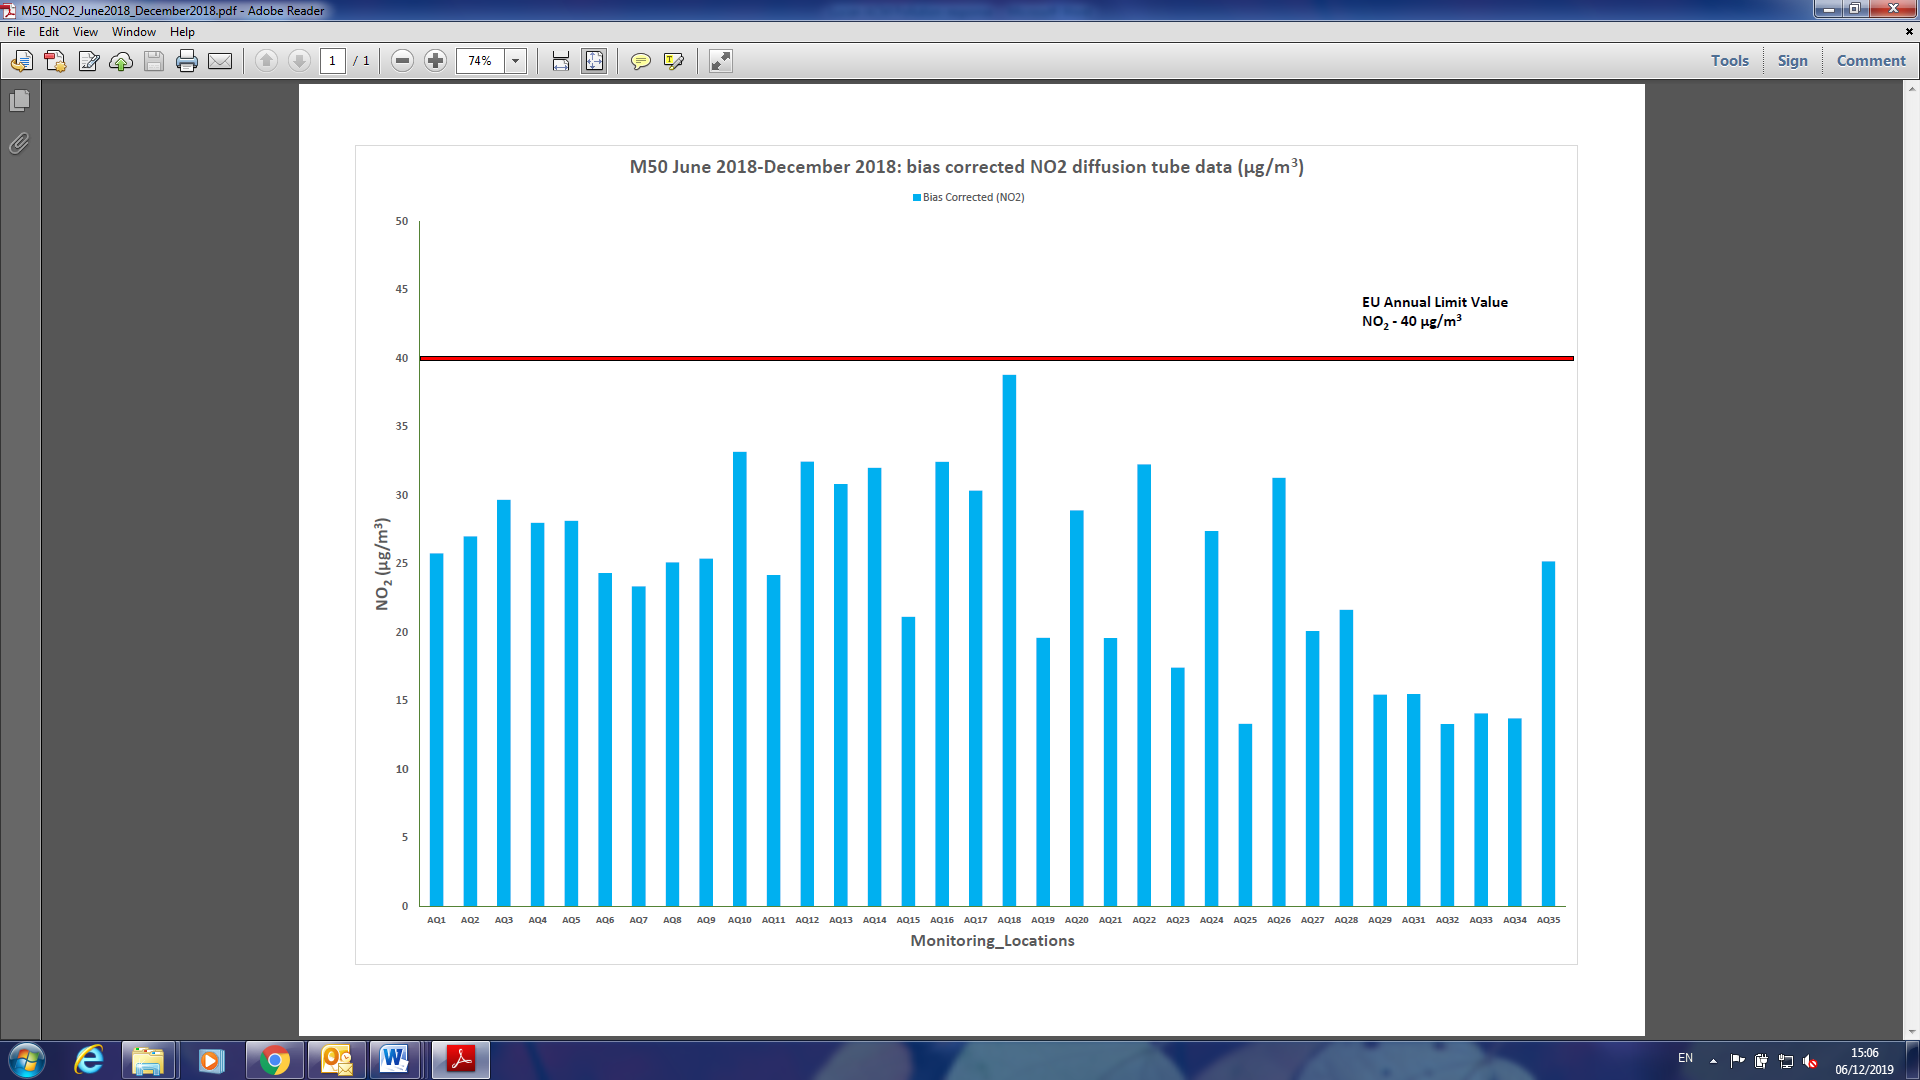 M50_NO2_June2018_December2018.pdf - Adobe Reader
File Edit View Window Help
1 / 1 74% Tools Sign Comment
M50 June 2018-December 2018: bias corrected NO2 diffusion tube data (µg/m³)
Bias Corrected (NO2)
50
45
EU Annual Limit Value
NO₂ - 40 µg/m³
40
35
30
25
20
15
10
5
0
NO₂ (µg/m³)
AQ1 AQ2 AQ3 AQ4 AQ5 AQ6 AQ7 AQ8 AQ9 AQ10 AQ11 AQ12 AQ13 AQ14 AQ15 AQ16 AQ17 AQ18 AQ19 AQ20 AQ21 AQ22 AQ23 AQ24 AQ25 AQ26 AQ27 AQ28 AQ29 AQ31 AQ32 AQ33 AQ34 AQ35
Monitoring_Locations
EN 15:06
06/12/2019